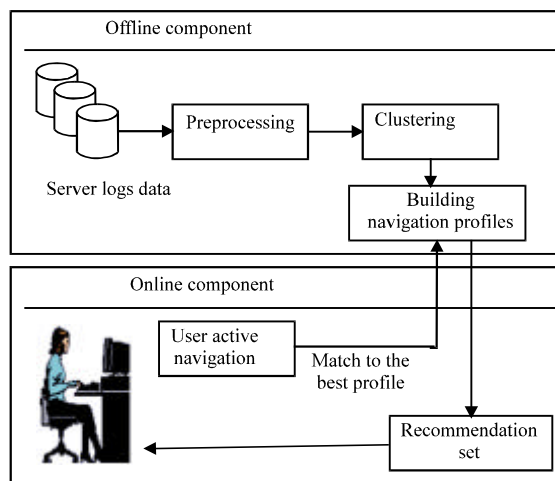 Offline component
Preprocessing
Clustering
Server logs data
Building
navigation profiles
Online component
User active
navigation
Match to the
best profile
Recommendation
set